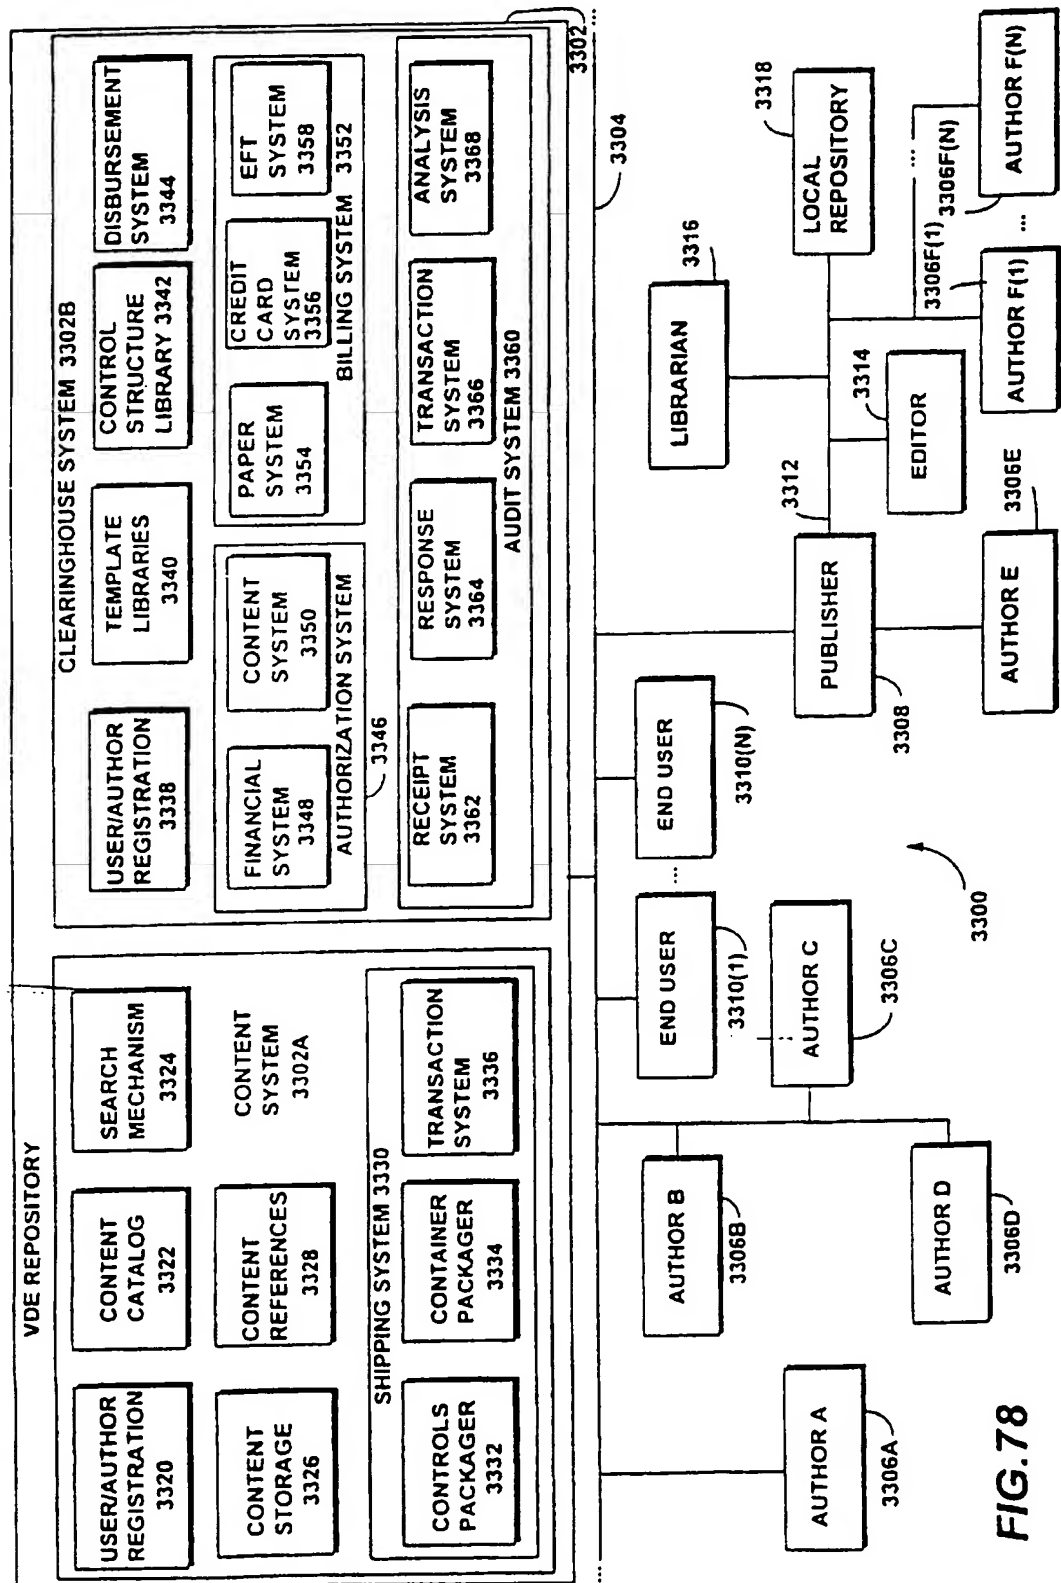 VDE REPOSITORY
USER/AUTHOR
REGISTRATION
3320
CONTENT
CATALOG
3322
SEARCH
MECHANISM
3324
CONTENT
STORAGE
3326
CONTENT
REFERENCES
3328
CONTENT
SYSTEM
3302A
SHIPPING SYSTEM 3330
CONTROLS
PACKAGER
3332
CONTAINER
PACKAGER
3334
TRANSACTION
SYSTEM
3336
CLEARINGHOUSE SYSTEM 3302B
USER/AUTHOR
REGISTRATION
3338
TEMPLATE
LIBRARIES
3340
CONTROL
STRUCTURE
LIBRARY 3342
DISBURSEMENT
SYSTEM
3344
FINANCIAL
SYSTEM
3348
CONTENT
SYSTEM
3350
AUTHORIZATION SYSTEM
3346
PAPER
SYSTEM
3354
CREDIT
CARD
SYSTEM
3356
EFT
SYSTEM
3358
BILLING SYSTEM 3352
RECEIPT
SYSTEM
3362
RESPONSE
SYSTEM
3364
TRANSACTION
SYSTEM
3366
ANALYSIS
SYSTEM
3368
AUDIT SYSTEM 3360
3302
...
...
3304
AUTHOR A
3306A
AUTHOR B
3306B
AUTHOR C
3306C
AUTHOR D
3306D
END USER
3310(1)
...
END USER
3310(N)
3300
PUBLISHER
3308
3312
AUTHOR E
3306E
LIBRARIAN
3316
EDITOR
3314
LOCAL
REPOSITORY
3318
...
AUTHOR F(1)
3306F(1)
...
AUTHOR F(N)
3306F(N)
FIG.78